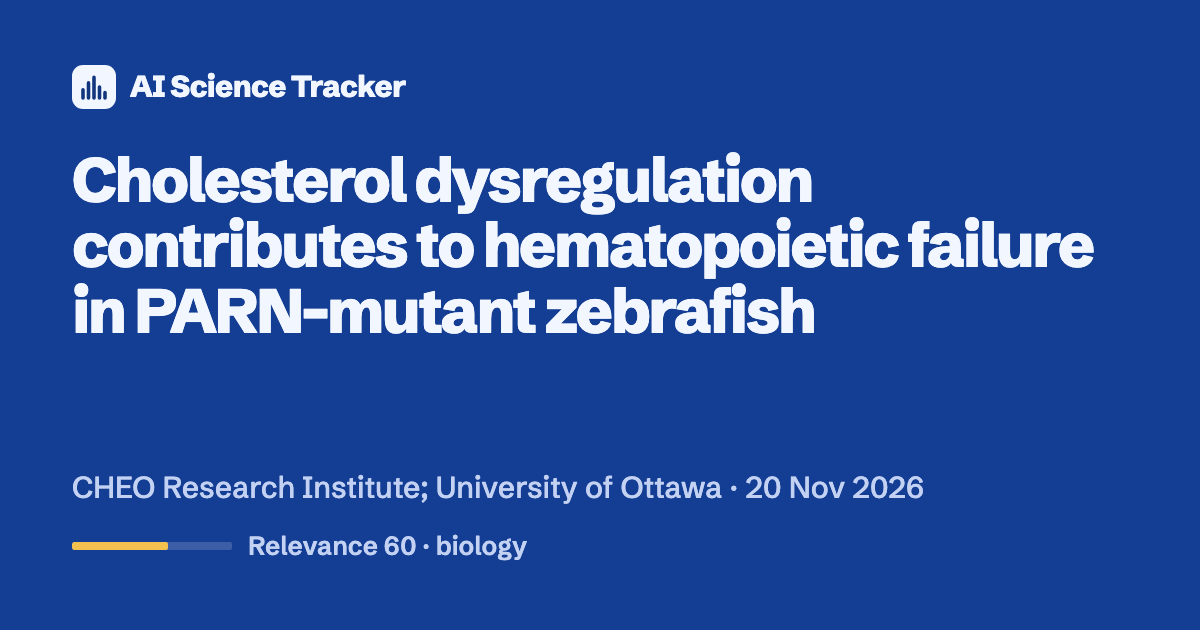 AI Science Tracker
Cholesterol dysregulation
contributes to hematopoietic failure
in PARN-mutant zebrafish
CHEO Research Institute; University of Ottawa · 20 Nov 2026
Relevance 60 · biology